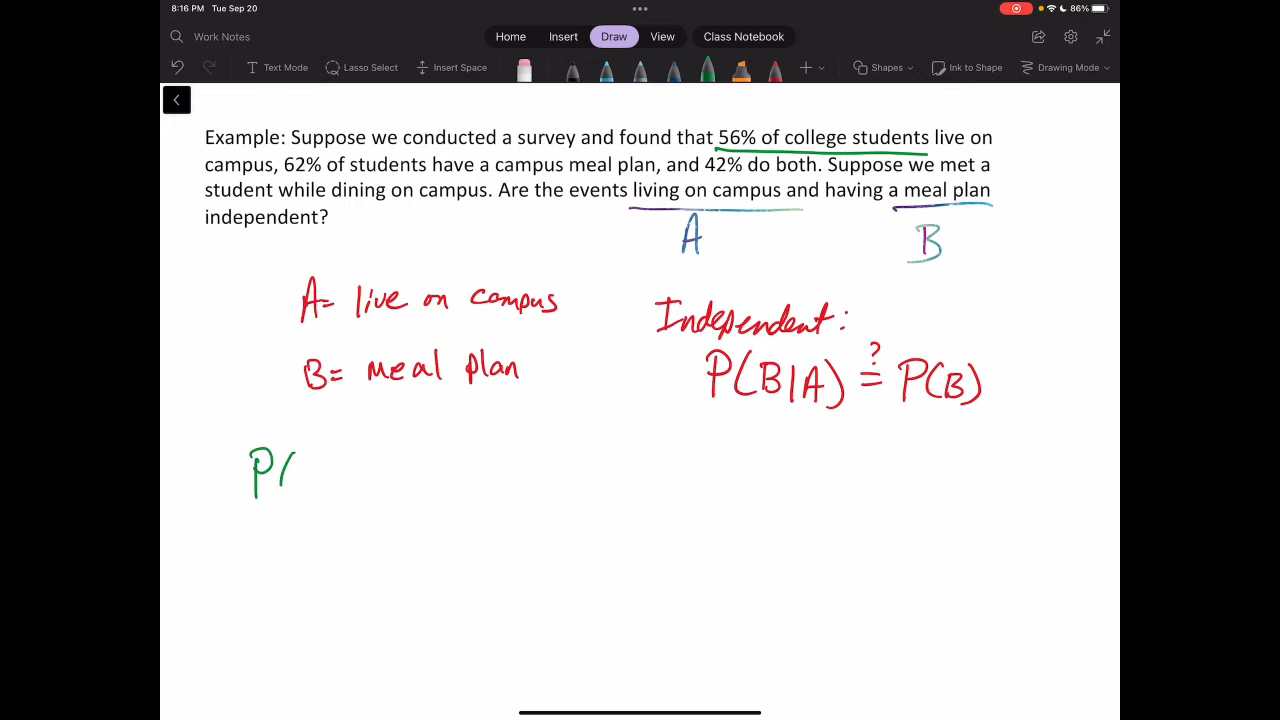 8:16 PM Tue Sep 20
86%
Work Notes
Home Insert Draw View Class Notebook
Text Mode Lasso Select Insert Space Shapes Ink to Shape Drawing Mode
Example: Suppose we conducted a survey and found that 56% of college students live on
campus, 62% of students have a campus meal plan, and 42% do both. Suppose we met a
student while dining on campus. Are the events living on campus and having a meal plan
independent?
A B
A= live on campus
Independent:
B= meal plan
P(B|A) ?= P(B)
P(